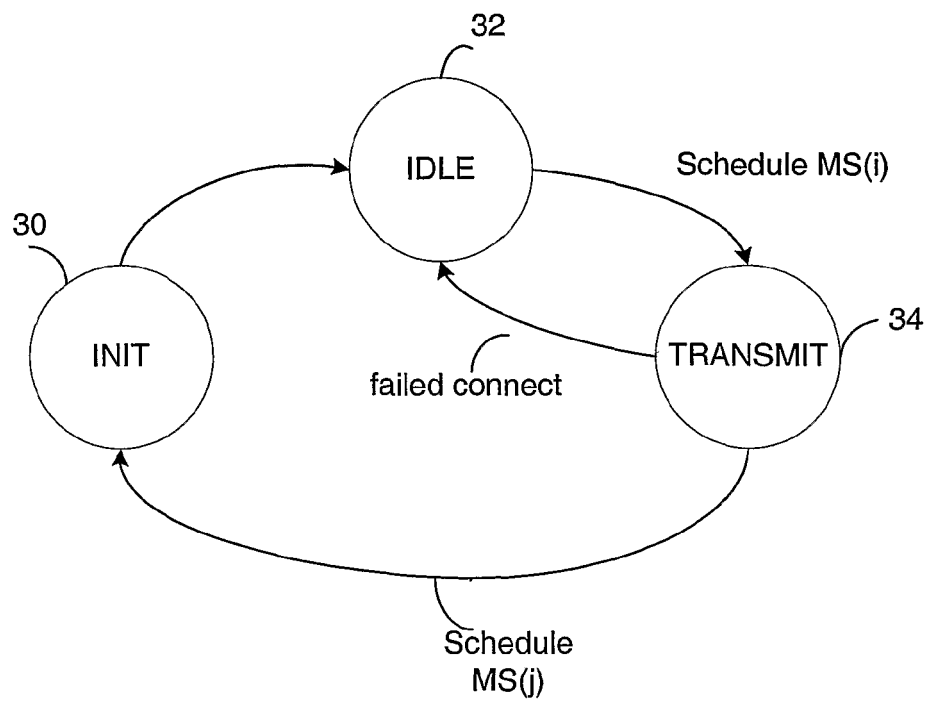 32
IDLE
Schedule MS(i)
30
INIT
34
TRANSMIT
failed connect
Schedule
MS(j)